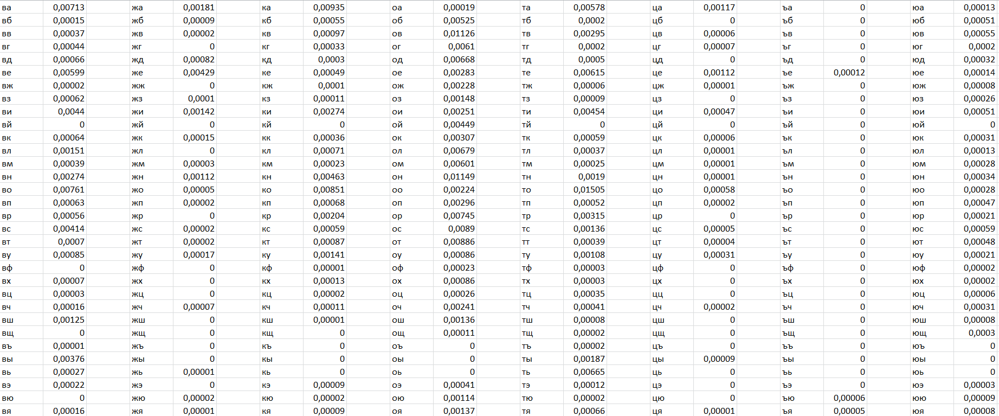 ва 0,00713 жа 0,00181 ка 0,00935 оа 0,00019 та 0,00578 ца 0,00117 ъа 0 юа 0,00013
вб 0,00015 жб 0,00009 кб 0,00055 об 0,00525 тб 0,0002 цб 0 ъб 0 юб 0,00051
вв 0,00037 жв 0,00002 кв 0,00097 ов 0,01126 тв 0,00295 цв 0,00006 ъв 0 юв 0,00055
вг 0,00044 жг 0 кг 0,00033 ог 0,0061 тг 0,0002 цг 0,00007 ъг 0 юг 0,0002
вд 0,00066 жд 0,00082 кд 0,0003 од 0,00668 тд 0,0005 цд 0 ъд 0 юд 0,00032
ве 0,00599 же 0,00429 ке 0,00049 ое 0,00283 те 0,00615 це 0,00112 ъе 0,00012 юе 0,00014
вж 0,00002 жж 0 кж 0,0001 ож 0,00228 тж 0,00006 цж 0,00001 ъж 0 юж 0,00008
вз 0,00062 жз 0,0001 кз 0,00011 оз 0,00148 тз 0,00009 цз 0 ъз 0 юз 0,00026
ви 0,0044 жи 0,00142 ки 0,00274 ои 0,00251 ти 0,00454 ци 0,00047 ъи 0 юи 0,00051
вй 0 жй 0 кй 0 ой 0,00449 тй 0 цй 0 ъй 0 юй 0
вк 0,00064 жк 0,00015 кк 0,00036 ок 0,00307 тк 0,00059 цк 0,00006 ък 0 юк 0,00031
вл 0,00151 жл 0 кл 0,00071 ол 0,00679 тл 0,00037 цл 0,00001 ъл 0 юл 0,00013
вм 0,00039 жм 0,00003 км 0,00023 ом 0,00601 тм 0,00025 цм 0,00001 ъм 0 юм 0,00028
вн 0,00274 жн 0,00112 кн 0,00463 он 0,01149 тн 0,0019 цн 0,00001 ън 0 юн 0,00034
во 0,00761 жо 0,00005 ко 0,00851 оо 0,00224 то 0,01505 цо 0,00058 ъо 0 юо 0,00028
вп 0,00063 жп 0,00002 кп 0,00068 оп 0,00296 тп 0,00052 цп 0,00002 ъп 0 юп 0,00047
вр 0,00056 жр 0 кр 0,00204 ор 0,00745 тр 0,00315 цр 0 ър 0 юр 0,00021
вс 0,00414 жс 0,00002 кс 0,00059 ос 0,0089 тс 0,00136 цс 0,00005 ъс 0 юс 0,00059
вт 0,0007 жт 0,00002 кт 0,00087 от 0,00886 тт 0,00039 цт 0,00004 ът 0 ют 0,00048
ву 0,00085 жу 0,00017 ку 0,00141 оу 0,00086 ту 0,00108 цу 0,00031 ъу 0 юу 0,00021
вф 0 жф 0 кф 0,00001 оф 0,00023 тф 0,00003 цф 0 ъф 0 юф 0,00002
вх 0,00007 жх 0 кх 0,00013 ох 0,00086 тх 0,00003 цх 0 ъх 0 юх 0,00002
вц 0,00003 жц 0 кц 0,00002 оц 0,00026 тц 0,00035 цц 0 ъц 0 юц 0,00006
вч 0,00016 жч 0,00007 кч 0,00011 оч 0,00241 тч 0,00041 цч 0,00002 ъч 0 юч 0,00031
вш 0,00125 жш 0 кш 0,00001 ош 0,00136 тш 0,00008 цш 0 ъш 0 юш 0,00008
вщ 0 жщ 0 кщ 0 ощ 0,00011 тщ 0,00002 цщ 0 ъщ 0 ющ 0,0003
въ 0,00001 жъ 0 къ 0 оъ 0 тъ 0,00002 цъ 0 ъъ 0 юъ 0
вы 0,00376 жы 0 кы 0 оы 0 ты 0,00187 цы 0,00009 ъы 0 юы 0
вь 0,00027 жь 0,00001 кь 0 оь 0 ть 0,00665 ць 0 ъь 0 юь 0
вэ 0,00022 жэ 0 кэ 0,00009 оэ 0,00041 тэ 0,00012 цэ 0 ъэ 0 юэ 0,00003
вю 0 жю 0,00002 кю 0,00002 ою 0,00114 тю 0,00002 цю 0 ъю 0,00006 юю 0,00009
вя 0,00016 жя 0,00001 кя 0,00009 оя 0,00137 тя 0,00066 ця 0,00001 ъя 0,00005 юя 0,00008